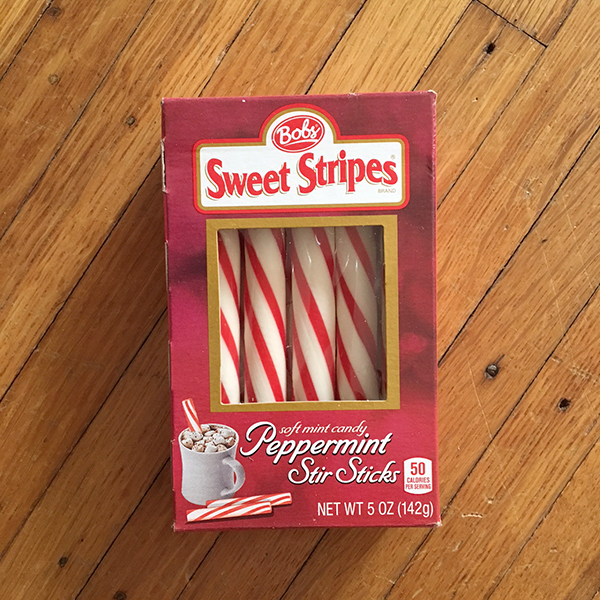 Bobs®
Sweet Stripes®
BRAND
soft mint candy
Peppermint
Stir Sticks
50
CALORIES
PER SERVING
NET WT 5 OZ (142g)